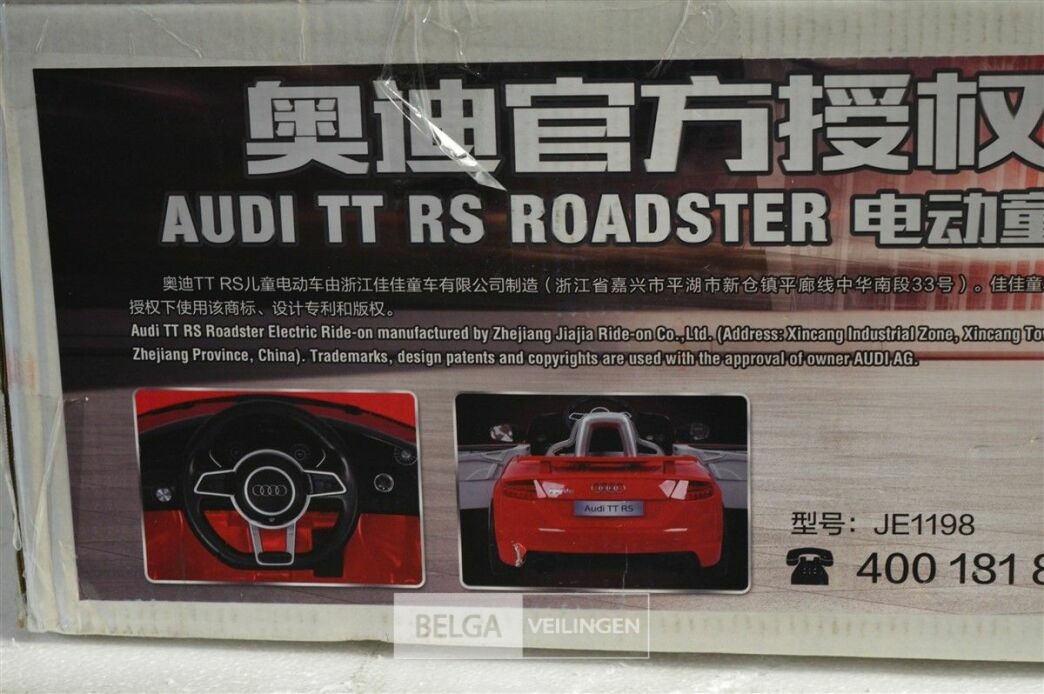 奥迪官方授权
AUDI TT RS ROADSTER 电动童
奥迪TT RS儿童电动车由浙江佳佳童车有限公司制造（浙江省嘉兴市平湖市新仓镇平廊线中华南段33号）。佳佳童
授权下使用该商标、设计专利和版权。
Audi TT RS Roadster Electric Ride-on manufactured by Zhejiang Jiajia Ride-on Co.,Ltd. (Address: Xincang Industrial Zone, Xincang To
Zhejiang Province, China). Trademarks, design patents and copyrights are used with the approval of owner AUDI AG.
Audi TT RS
型号：JE1198
400 181 8
BELGA VEILINGEN